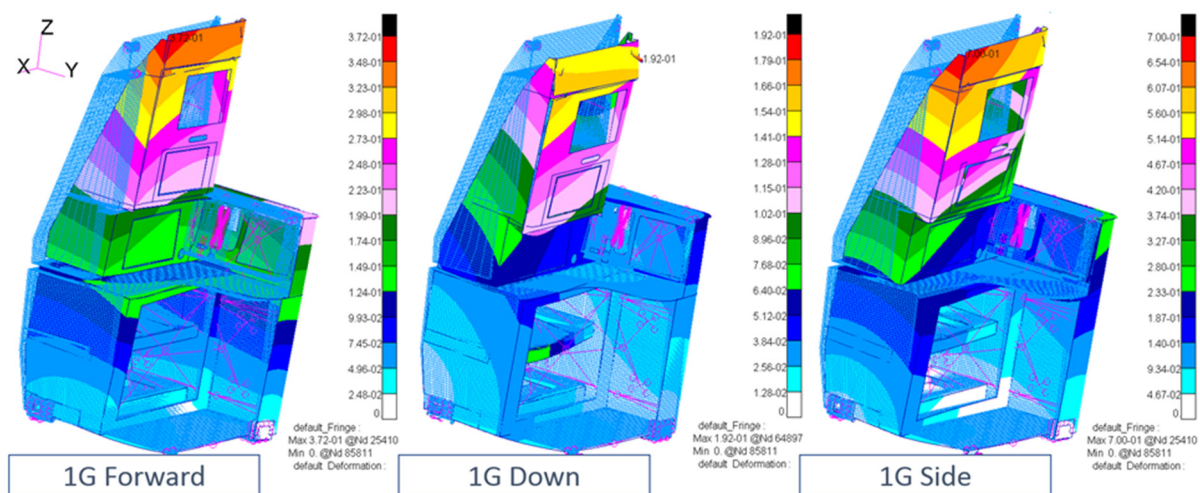 Z
X
Y
3.72-01
1.92-01
7.00-01
3.72-01
3.48-01
3.23-01
2.98-01
2.73-01
2.48-01
2.23-01
1.99-01
1.74-01
1.49-01
1.24-01
9.93-02
7.45-02
4.96-02
2.48-02
0
default_Fringe :
Max 3.72-01 @Nd 25410
Min 0. @Nd 85811
default Deformation :
1G Forward
1.92-01
1.79-01
1.66-01
1.54-01
1.41-01
1.28-01
1.15-01
1.02-01
8.96-02
7.68-02
6.40-02
5.12-02
3.84-02
2.56-02
1.28-02
0
default_Fringe :
Max 1.92-01 @Nd 64897
Min 0. @Nd 85811
default Deformation :
1G Down
7.00-01
6.54-01
6.07-01
5.60-01
5.14-01
4.67-01
4.20-01
3.74-01
3.27-01
2.80-01
2.33-01
1.87-01
1.40-01
9.34-02
4.67-02
0
default_Fringe :
Max 7.00-01 @Nd 25410
Min 0. @Nd 85811
default Deformation :
1G Side